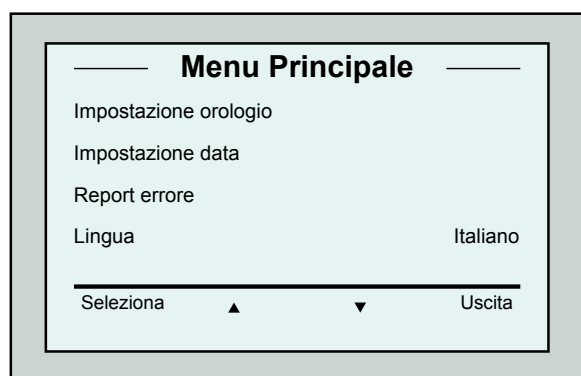 Menu Principale
Impostazione orologio
Impostazione data
Report errore
Lingua Italiano
Seleziona ▲ ▼ Uscita